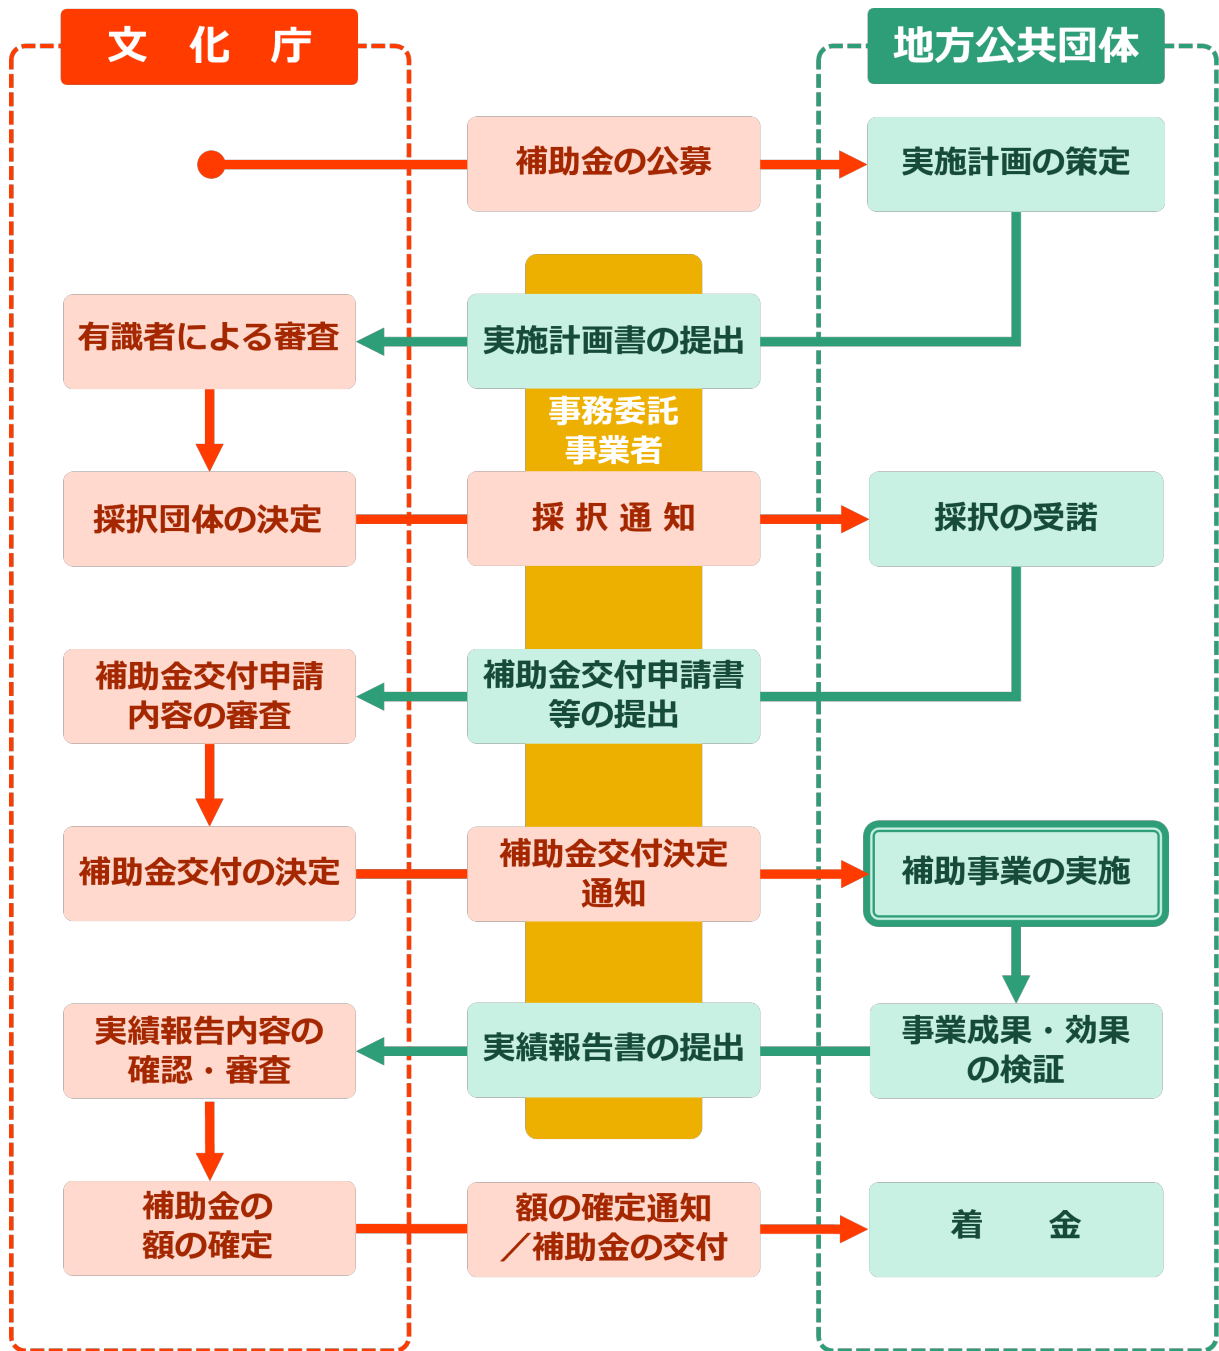 文　化　庁
地方公共団体
補助金の公募
実施計画の策定
有識者による審査
実施計画書の提出
事務委託
事業者
採択団体の決定
採 択 通 知
採択の受諾
補助金交付申請
内容の審査
補助金交付申請書
等の提出
補助金交付の決定
補助金交付決定
通知
補助事業の実施
実績報告内容の
確認・審査
実績報告書の提出
事業成果・効果
の検証
補助金の
額の確定
額の確定通知
／補助金の交付
着　　金